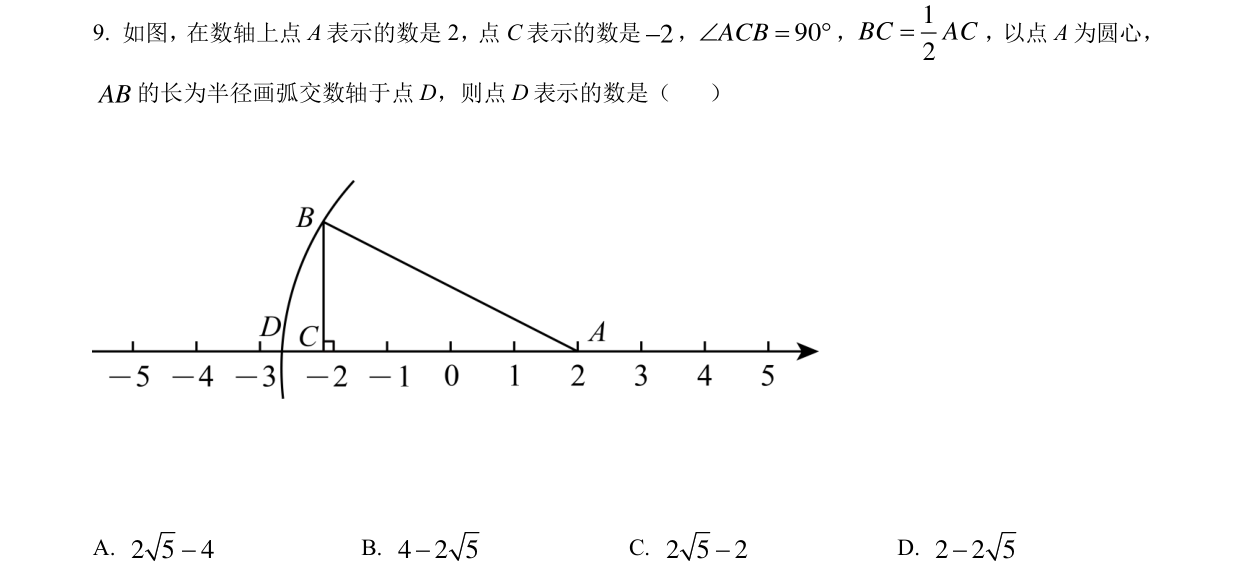 9. 如图，在数轴上点 A 表示的数是 2，点 C 表示的数是 −2，∠ACB = 90°，BC = 1/2 AC，以点 A 为圆心，
AB 的长为半径画弧交数轴于点 D，则点 D 表示的数是（  ）
B
D C A
−5 −4 −3 −2 −1 0 1 2 3 4 5
A. 2√5 − 4 B. 4 − 2√5 C. 2√5 − 2 D. 2 − 2√5